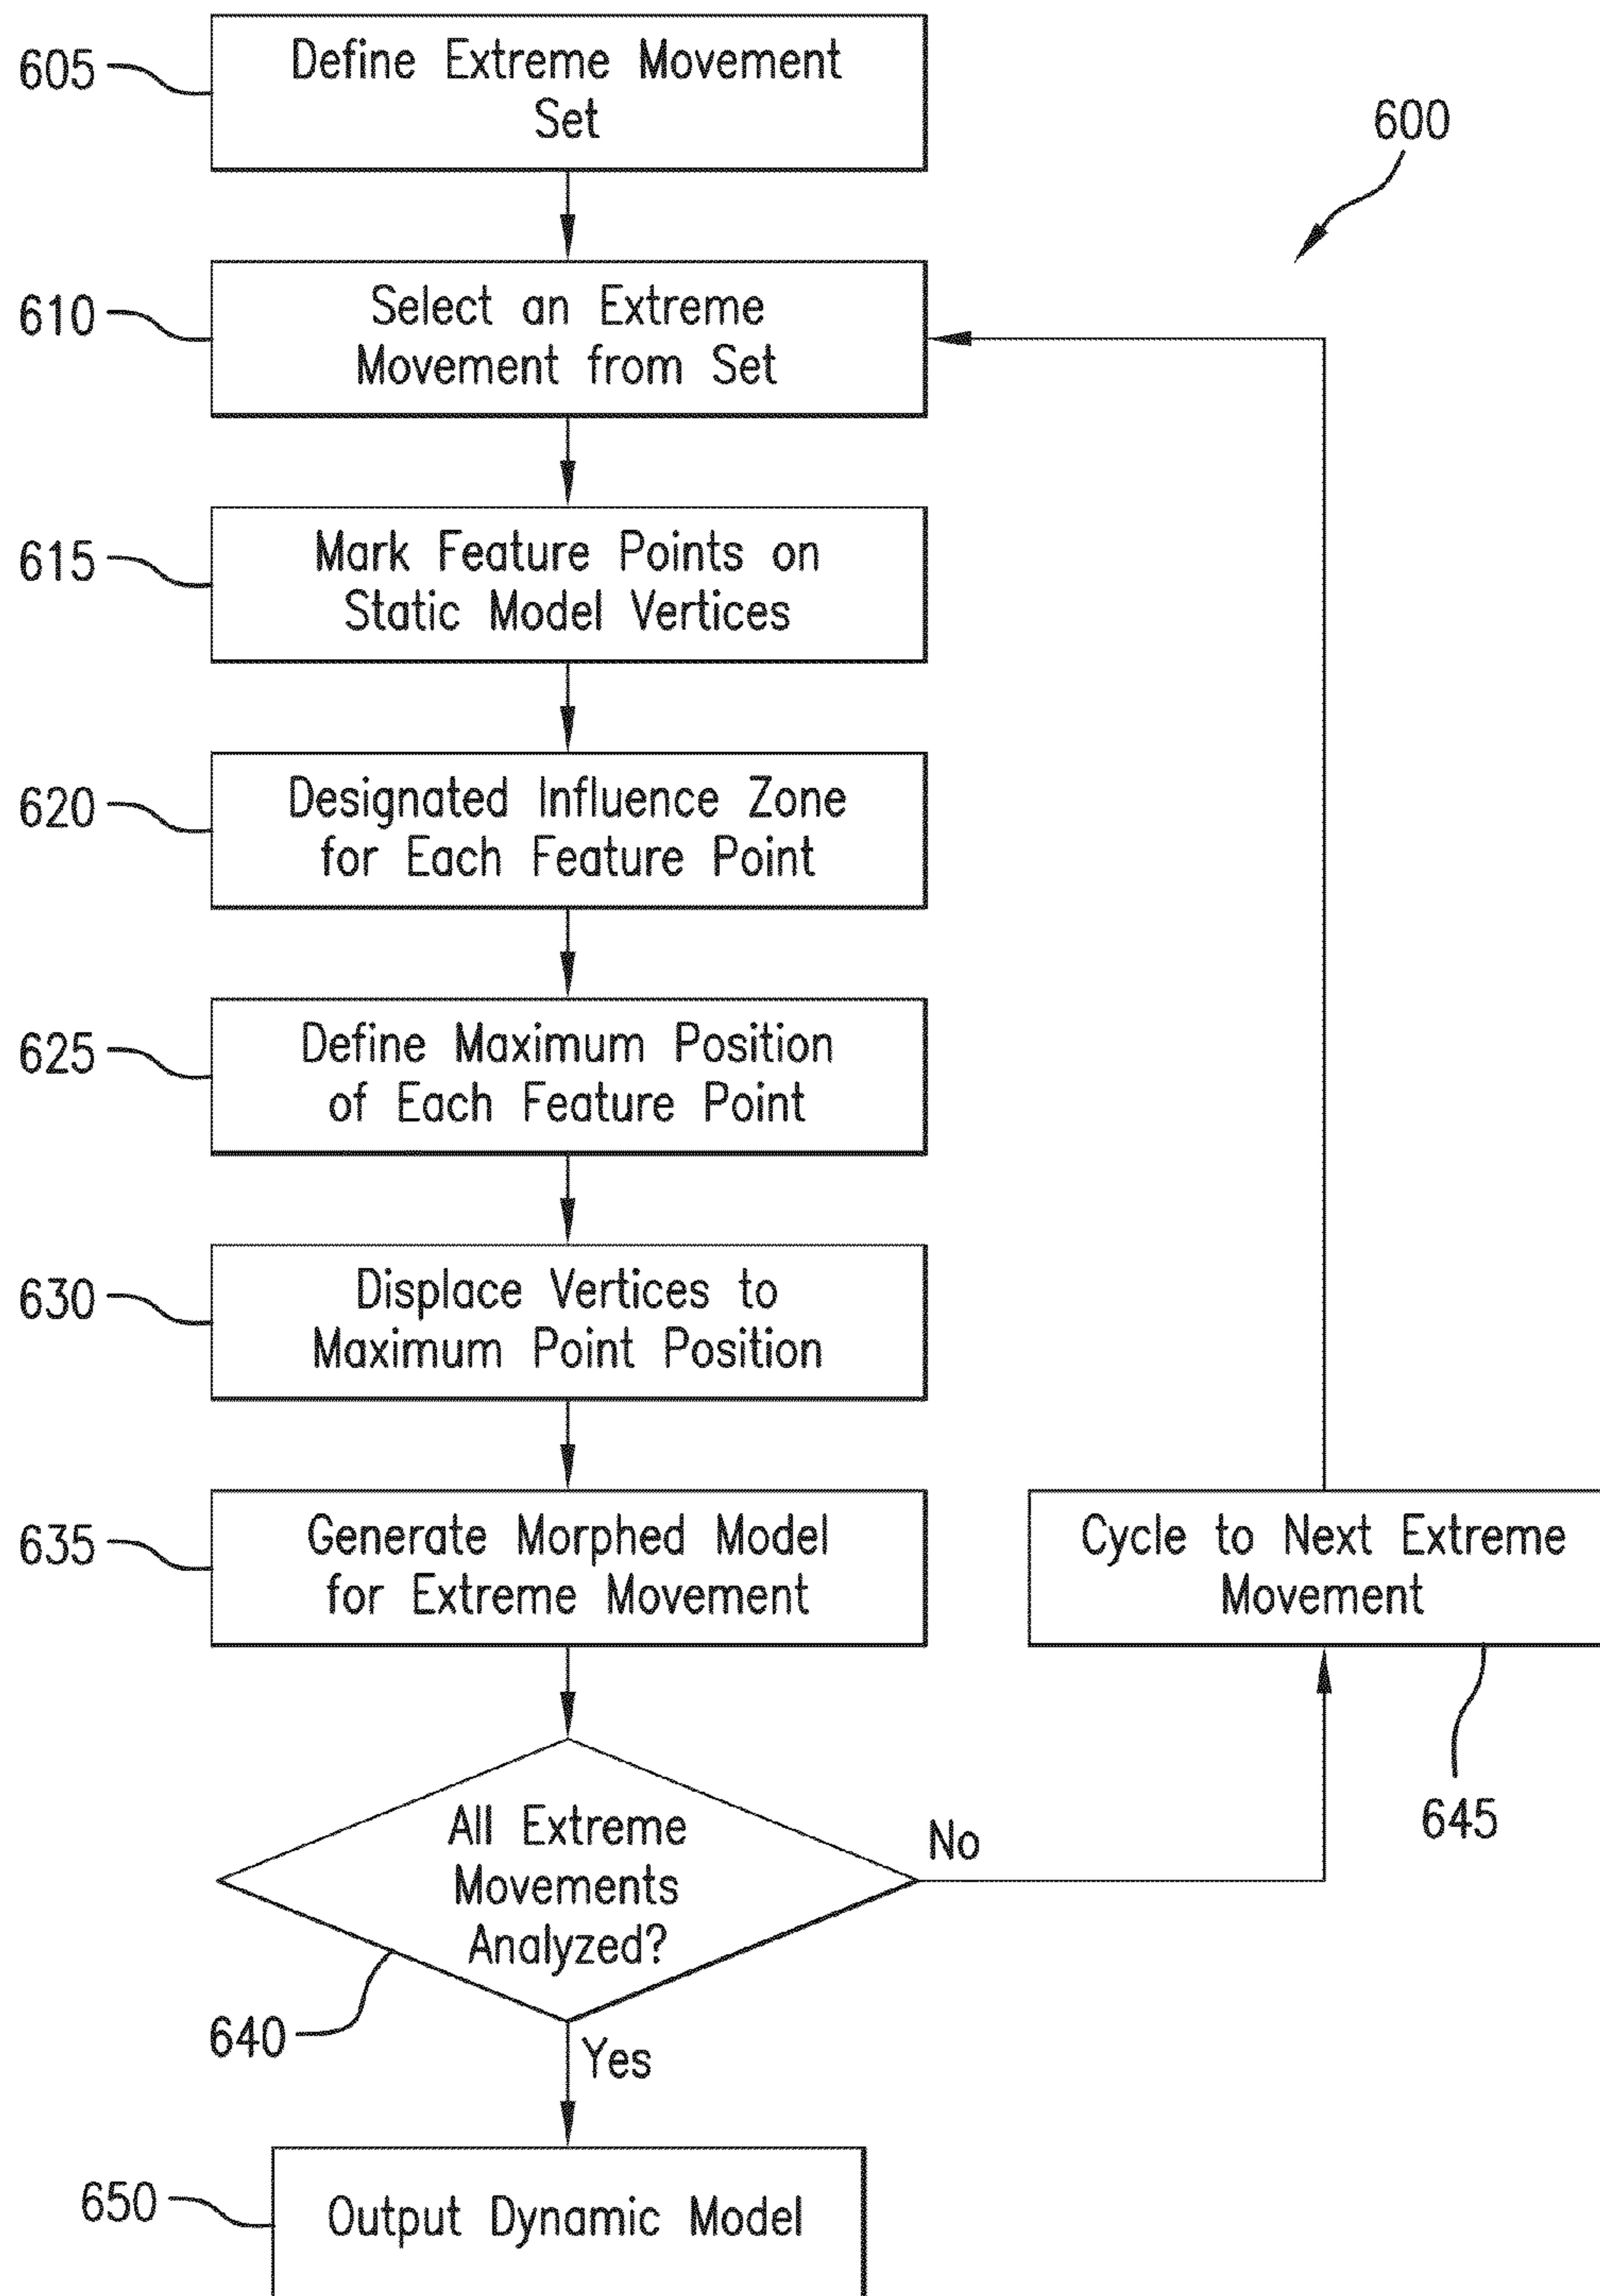 605
Define Extreme Movement
Set
600
610
Select an Extreme
Movement from Set
615
Mark Feature Points on
Static Model Vertices
620
Designated Influence Zone
for Each Feature Point
625
Define Maximum Position
of Each Feature Point
630
Displace Vertices to
Maximum Point Position
635
Generate Morphed Model
for Extreme Movement
Cycle to Next Extreme
Movement
645
All Extreme
Movements
Analyzed?
No
640
Yes
650
Output Dynamic Model